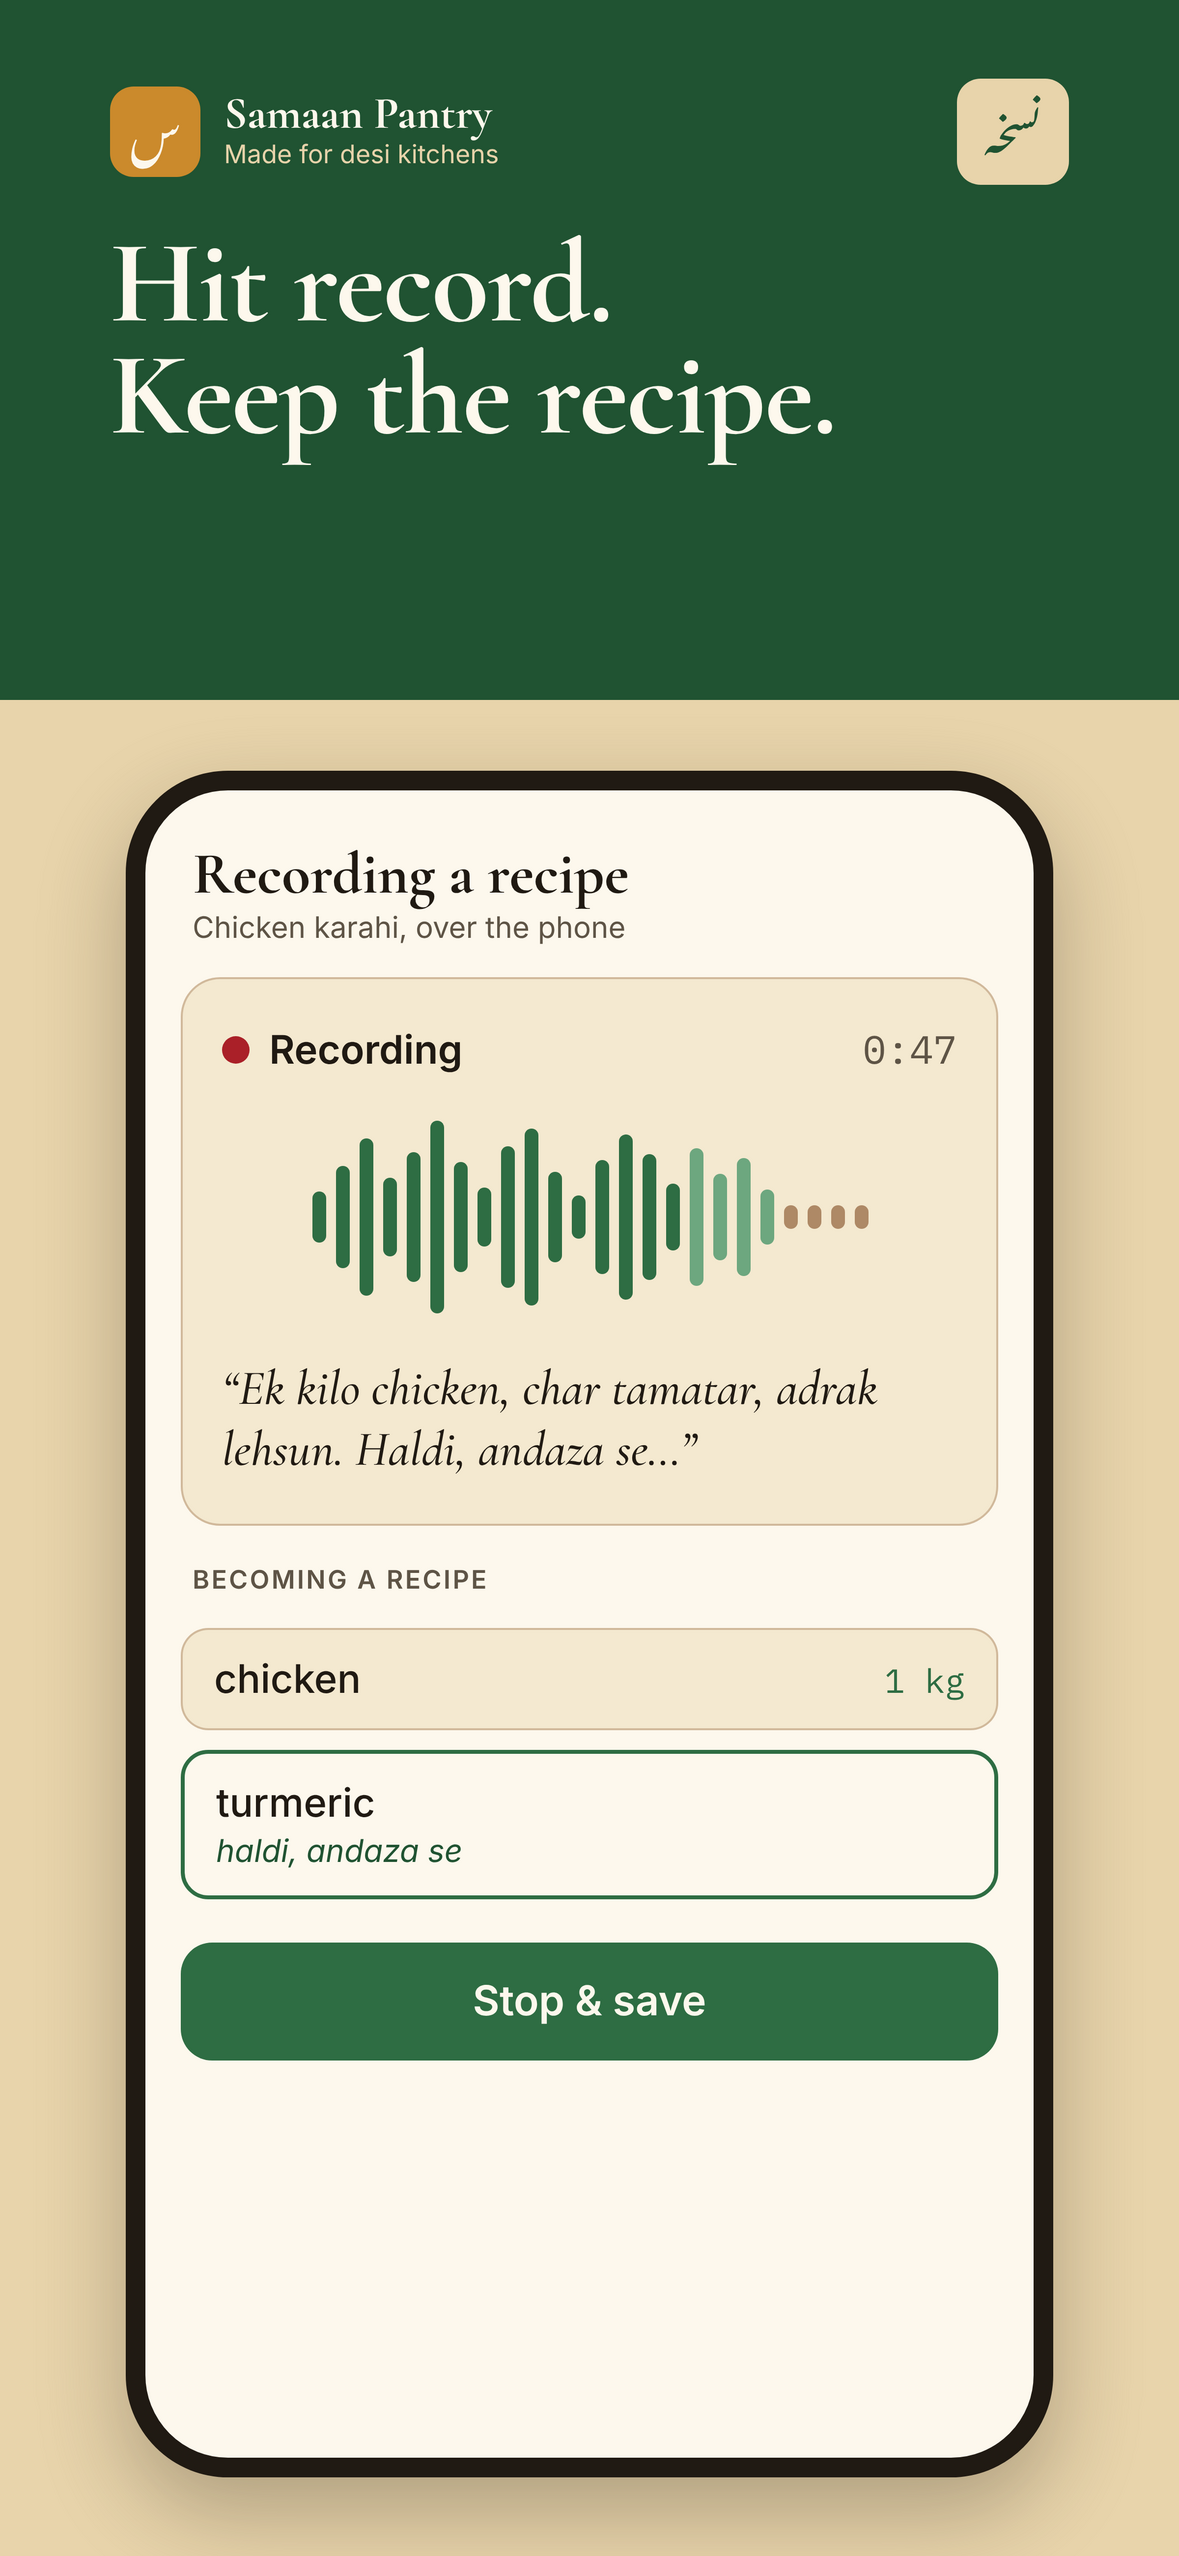 س
Samaan Pantry
Made for desi kitchens
نسخہ
Hit record.
Keep the recipe.
Recording a recipe
Chicken karahi, over the phone
Recording
0:47
“Ek kilo chicken, char tamatar, adrak
lehsun. Haldi, andaza se...”
BECOMING A RECIPE
chicken
1 kg
turmeric
haldi, andaza se
Stop & save